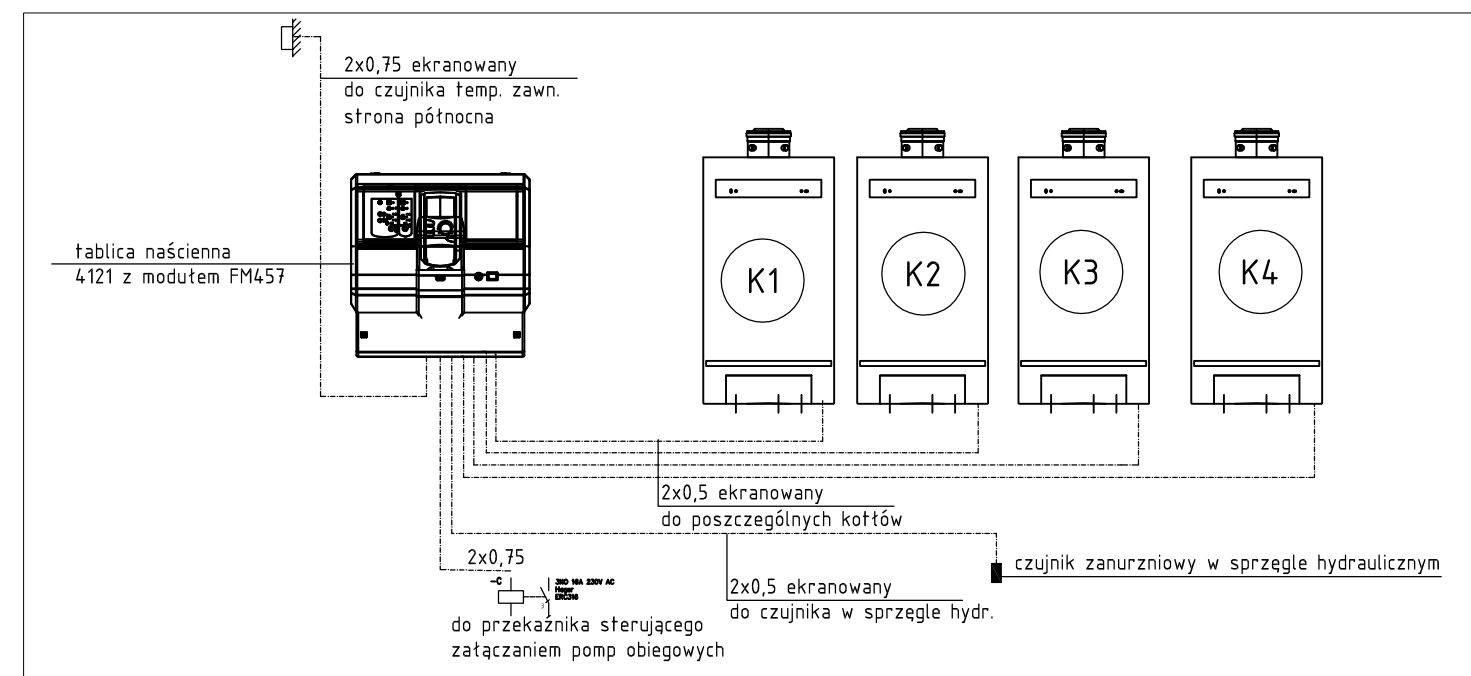 2x0,75 ekranowany
do czujnika temp. zawn.
strona północna
tablica naścienna
4121 z modułem FM457
K1
K2
K3
K4
2x0,5 ekranowany
do poszczególnych kotłów
2x0,75
-C
3NO 16A 230V AC
Hager
ERC316
3
do przekaźnika sterującego
załączaniem pomp obiegowych
2x0,5 ekranowany
do czujnika w sprzęgle hydr.
czujnik zanurzniowy w sprzęgle hydraulicznym